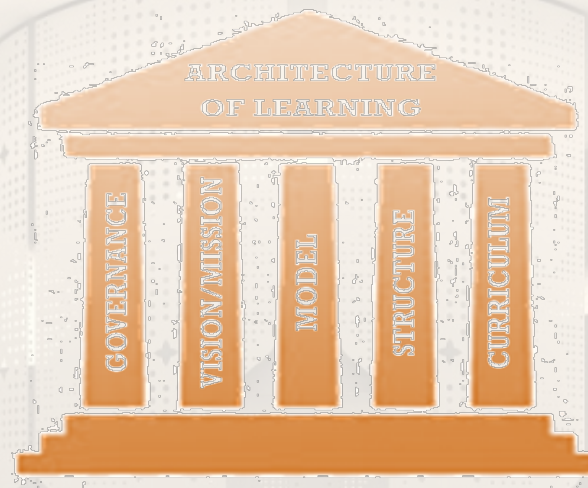 ARCHITECTURE
OF LEARNING
GOVERNANCE
VISION/MISSION
MODEL
STRUCTURE
CURRICULUM